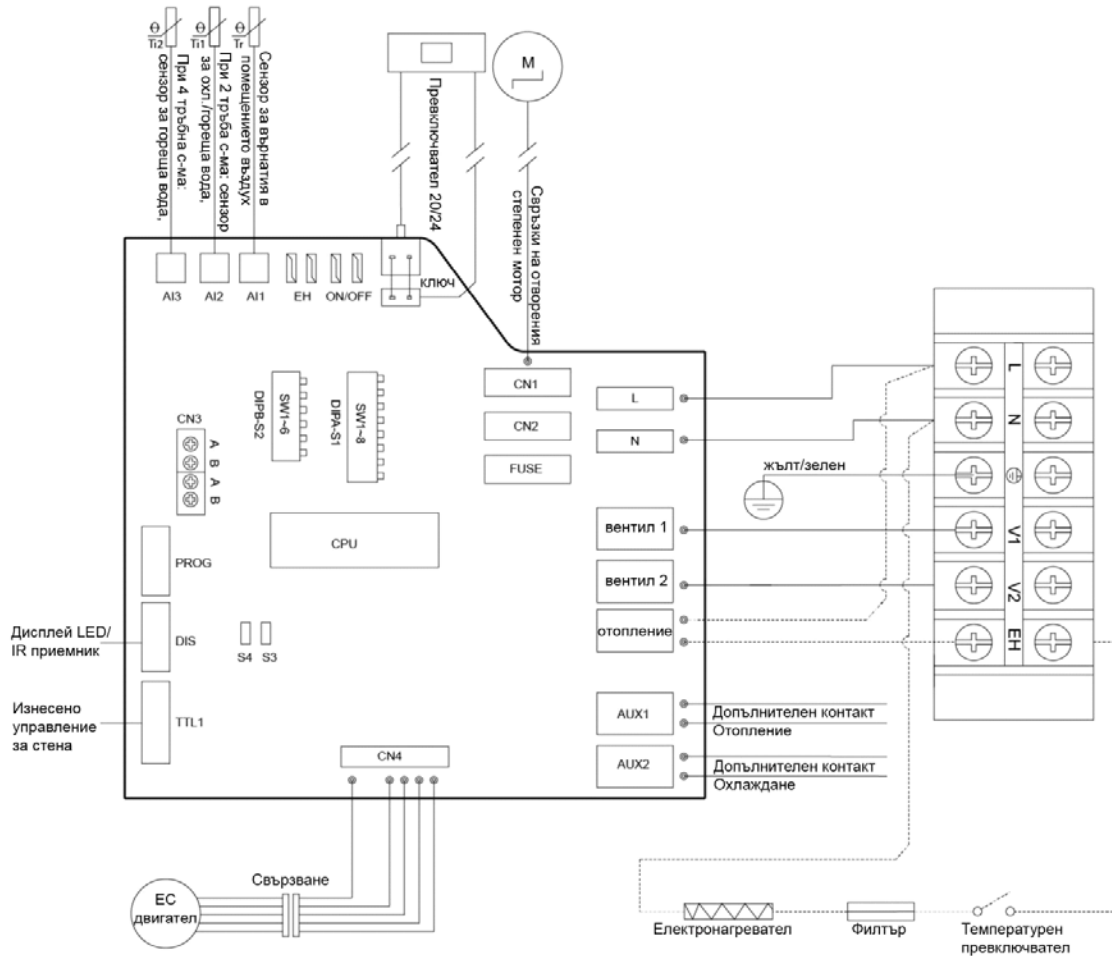 Ti2
Ti1
Tr
При 4 тръбна с-ма:
сензор за гореща вода,
При 2 тръба с-ма: сензор
за охл./гореща вода,
Сензор за върнатия в
помещението въздух
Превключвател 20/24
M
Свръзки на отворения
степенен мотор
AI3
AI2
AI1
EH
ON/OFF
ключ
CN3
A
B
A
B
DIPB-S2
SW1~6
DIPA-S1
SW1~8
CN1
CN2
FUSE
L
N
жълт/зелен
L
N
V1
V2
EH
CPU
вентил 1
вентил 2
отопление
PROG
DIS
TTL1
Дисплей LED/
IR приемник
Изнесено
управление
за стена
S4
S3
AUX1
Допълнителен контакт
Отопление
AUX2
Допълнителен контакт
Охлаждане
CN4
Свързване
EC
двигател
Електронагревател
Филтър
Температурен
превключвател